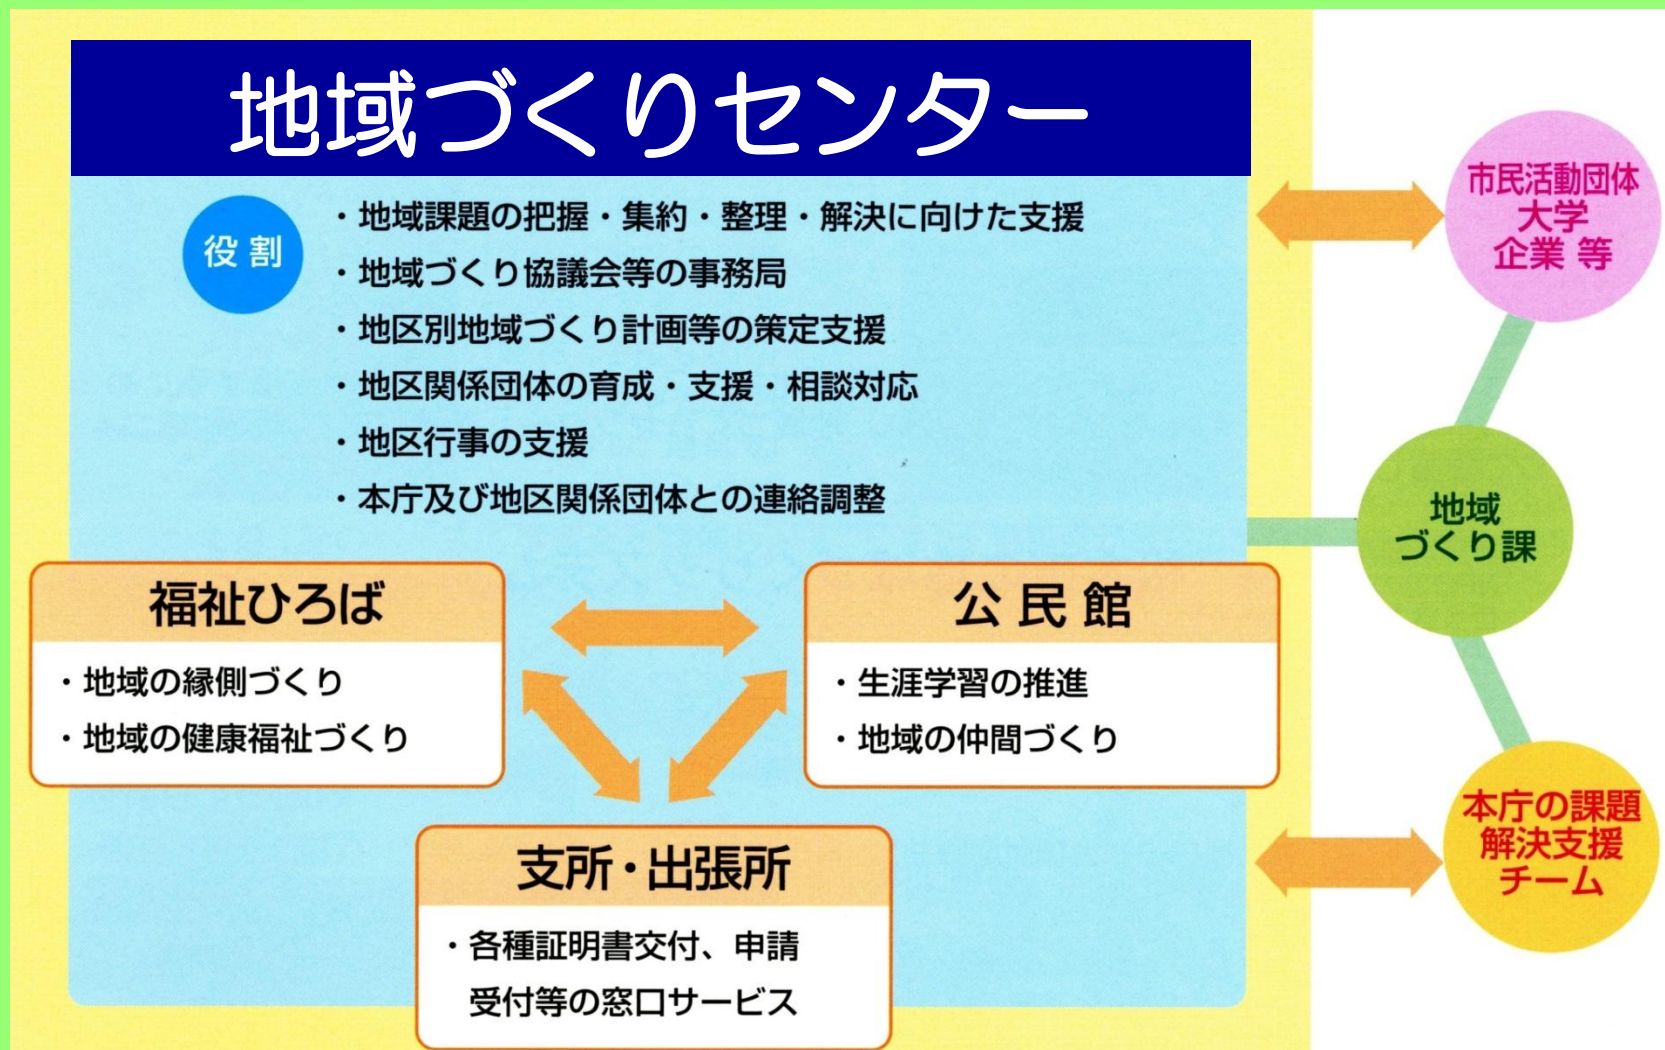 地域づくりセンター
役割
・地域課題の把握・集約・整理・解決に向けた支援
・地域づくり協議会等の事務局
・地区別地域づくり計画等の策定支援
・地区関係団体の育成・支援・相談対応
・地区行事の支援
・本庁及び地区関係団体との連絡調整
福祉ひろば
・地域の縁側づくり
・地域の健康福祉づくり
公民館
・生涯学習の推進
・地域の仲間づくり
支所・出張所
・各種証明書交付、申請
受付等の窓口サービス
市民活動団体
大学
企業 等
地域
づくり課
本庁の課題
解決支援
チーム